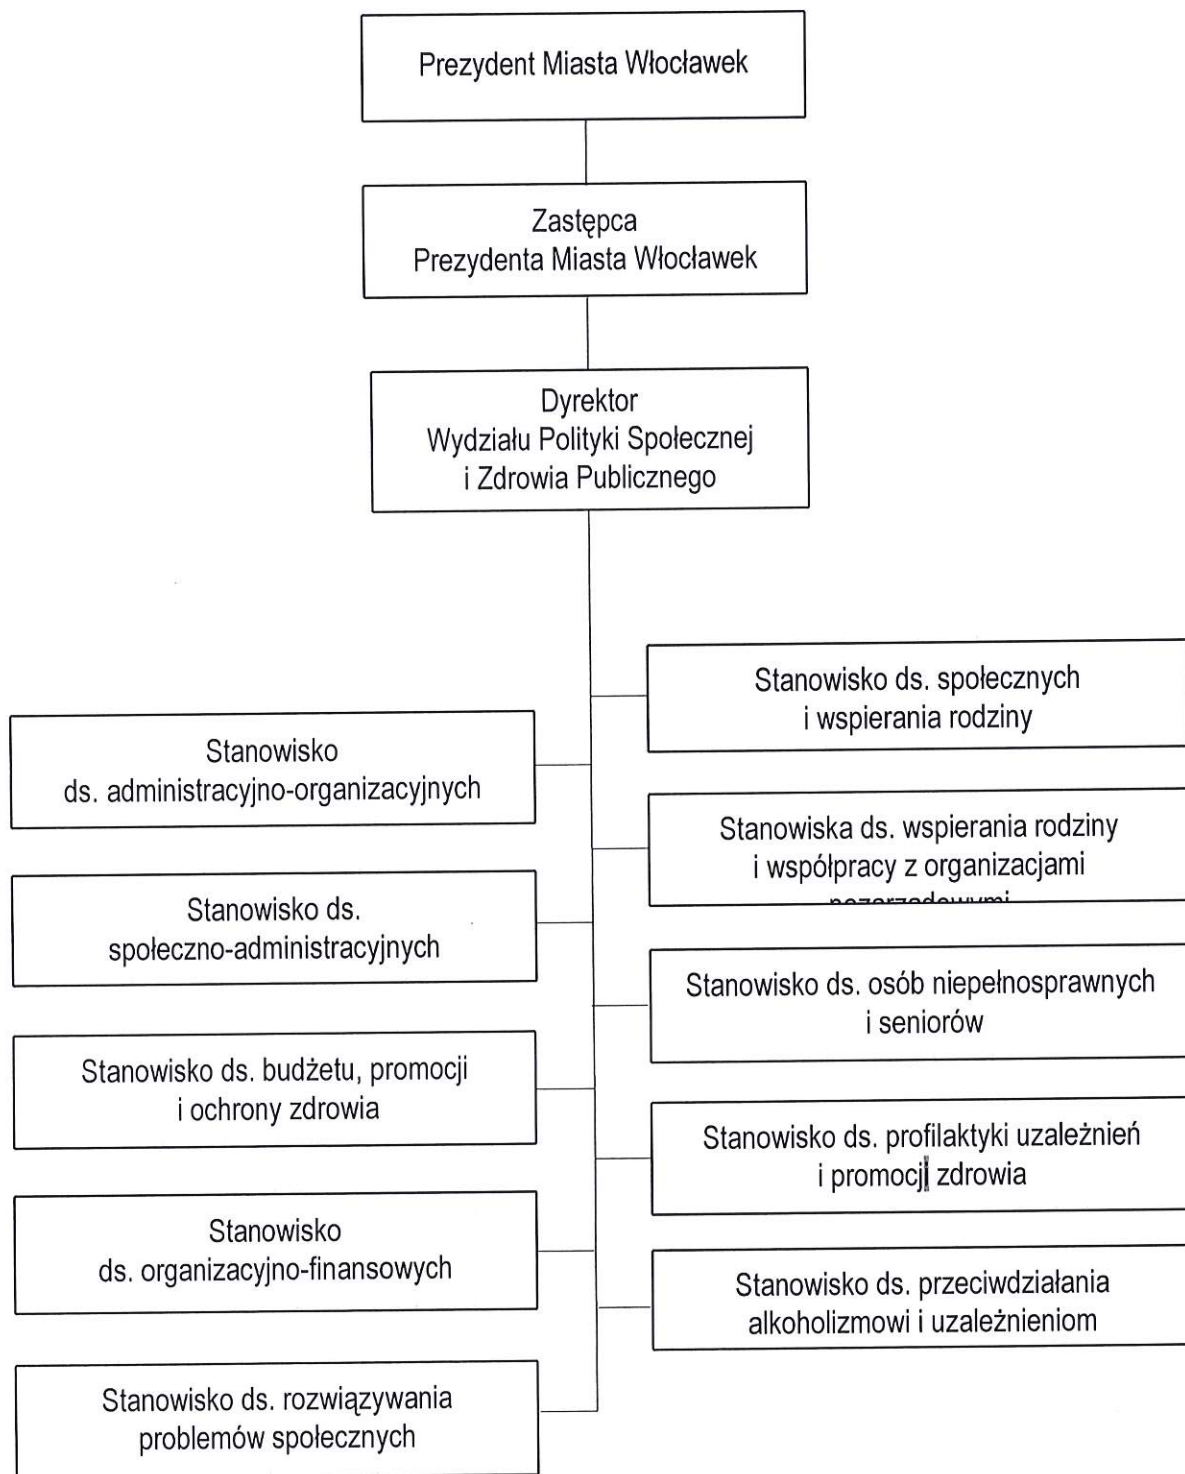 Prezydent Miasta Włocławek
Zastępca
Prezydenta Miasta Włocławek
Dyrektor
Wydziału Polityki Społecznej
i Zdrowia Publicznego
Stanowisko
ds. administracyjno-organizacyjnych
Stanowisko ds.
społeczno-administracyjnych
Stanowisko ds. budżetu, promocji
i ochrony zdrowia
Stanowisko
ds. organizacyjno-finansowych
Stanowisko ds. rozwiązywania
problemów społecznych
Stanowisko ds. społecznych
i wspierania rodziny
Stanowiska ds. wspierania rodziny
i współpracy z organizacjami
pozarządowymi
Stanowisko ds. osób niepełnosprawnych
i seniorów
Stanowisko ds. profilaktyki uzależnień
i promocji zdrowia
Stanowisko ds. przeciwdziałania
alkoholizmowi i uzależnieniom